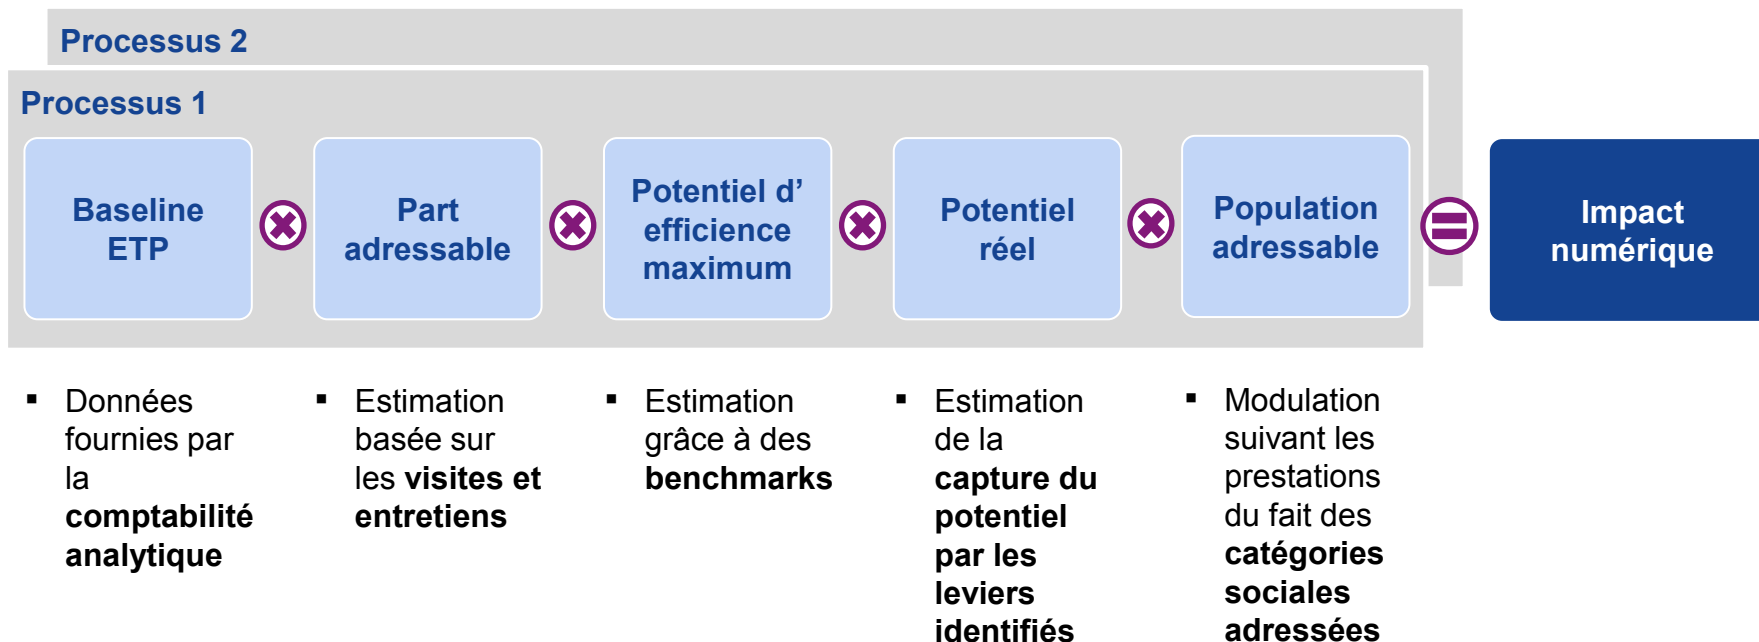 Processus 2
Processus 1
Baseline
ETP
Part
adressable
Potentiel d’
efficience
maximum
Potentiel
réel
Population
adressable
Impact
numérique
▪ Données
fournies par
la
comptabilité
analytique
▪ Estimation
basée sur
les visites et
entretiens
▪ Estimation
grâce à des
benchmarks
▪ Estimation
de la
capture du
potentiel
par les
leviers
identifiés
▪ Modulation
suivant les
prestations
du fait des
catégories
sociales
adressées